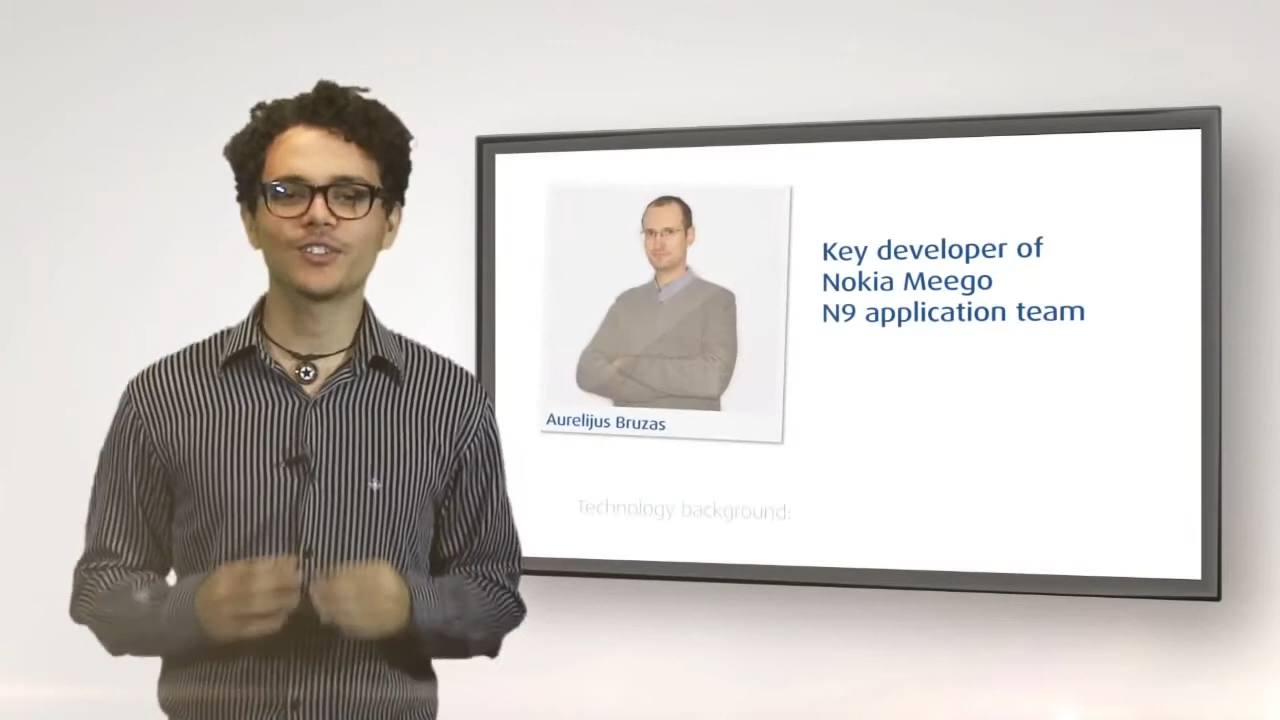 Key developer of
Nokia Meego
N9 application team
Aurelijus Bruzas
Technology background: